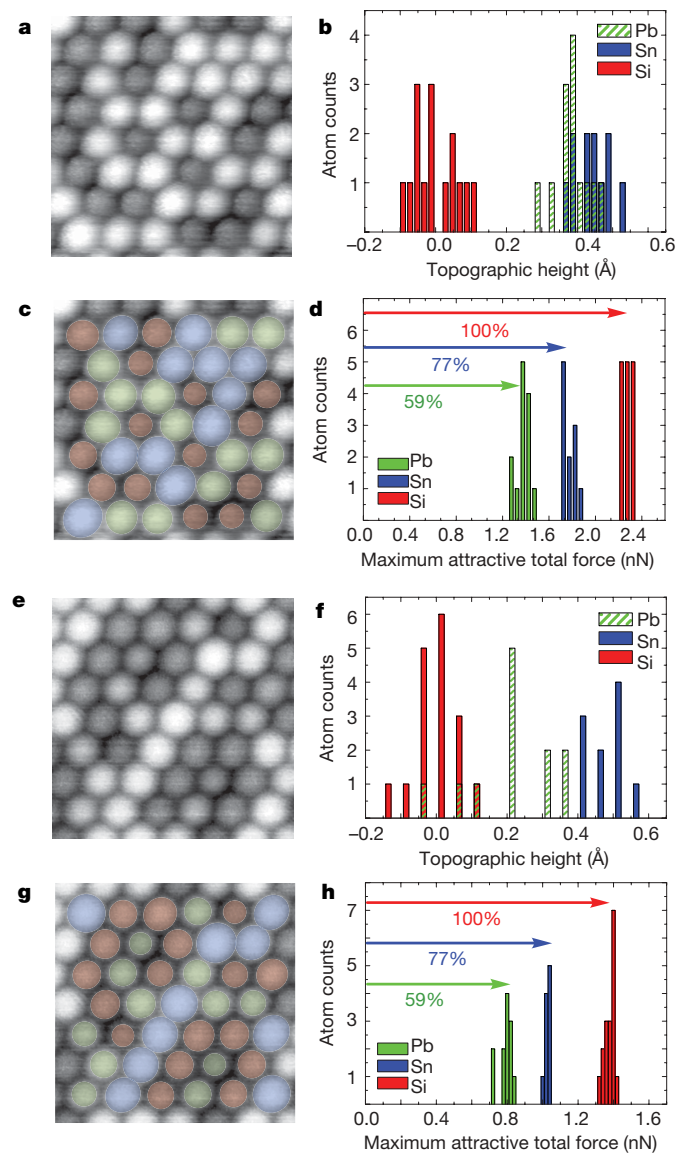 a
b
Pb
Sn
Si
4
3
2
1
Atom counts
−0.2 0.0 0.2 0.4 0.6
Topographic height (Å)
c
d
7
6
5
4
3
2
1
Atom counts
100%
77%
59%
Pb
Sn
Si
0.0 0.4 0.8 1.2 1.6 2.0 2.4
Maximum attractive total force (nN)
e
f
6
5
4
3
2
1
Atom counts
Pb
Sn
Si
−0.2 0.0 0.2 0.4 0.6
Topographic height (Å)
g
h
7
5
3
1
Atom counts
100%
77%
59%
Pb
Sn
Si
0.0 0.4 0.8 1.2 1.6
Maximum attractive total force (nN)